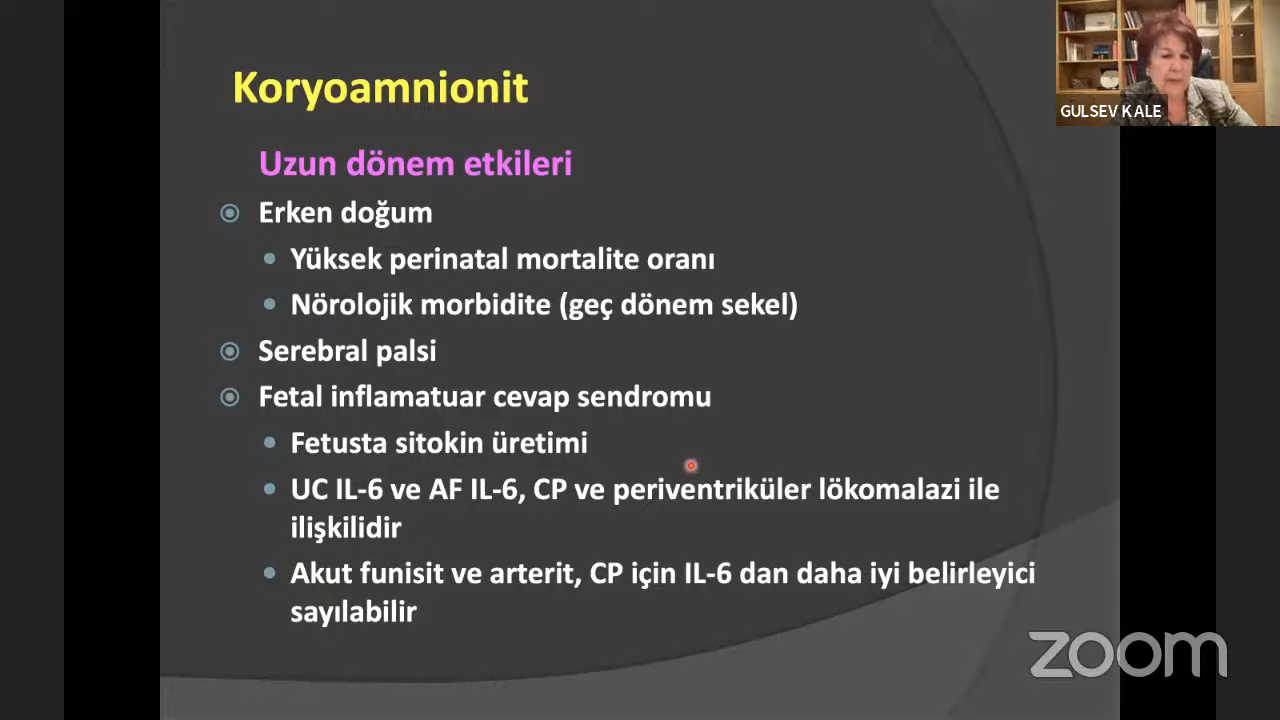 Koryoamnionit
GULSEV KALE
Uzun dönem etkileri
Erken doğum
Yüksek perinatal mortalite oranı
Nörolojik morbidite (geç dönem sekel)
Serebral palsi
Fetal inflamatuar cevap sendromu
Fetusta sitokin üretimi
UC IL-6 ve AF IL-6, CP ve periventriküler lökomalazi ile
ilişkilidir
Akut funisit ve arterit, CP için IL-6 dan daha iyi belirleyici
sayılabilir
zoom